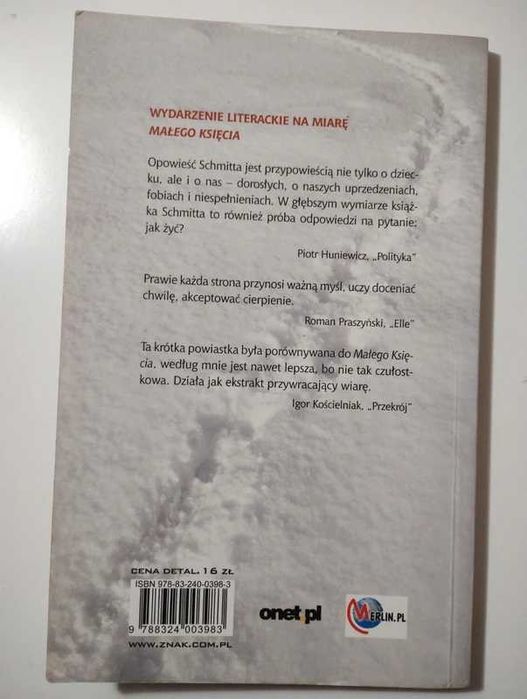 WYDARZENIE LITERACKIE NA MIARĘ
MAŁEGO KSIĘCIA
Opowieść Schmitta jest przypowieścią nie tylko o dziec-
ku, ale i o nas – dorosłych, o naszych uprzedzeniach,
fobiach i niespełnieniach. W głębszym wymiarze książ-
ka Schmitta to również próba odpowiedzi na pytanie:
jak żyć?
Piotr Huniewicz, „Polityka"
Prawie każda strona przynosi ważną myśl, uczy doceniać
chwilę, akceptować cierpienie.
Roman Praszyński, „Elle"
Ta krótka powiastka była porównywana do Małego Księ-
cia, według mnie jest nawet lepsza, bo nie tak czułost-
kowa. Działa jak ekstrakt przywracający wiarę.
Igor Kościelniak, „Przekrój"
CENA DETAL. 16 ZŁ
ISBN 978-83-240-0398-3
9 788324 003983
WWW.ZNAK.COM.PL
onet.pl
MERLIN.PL